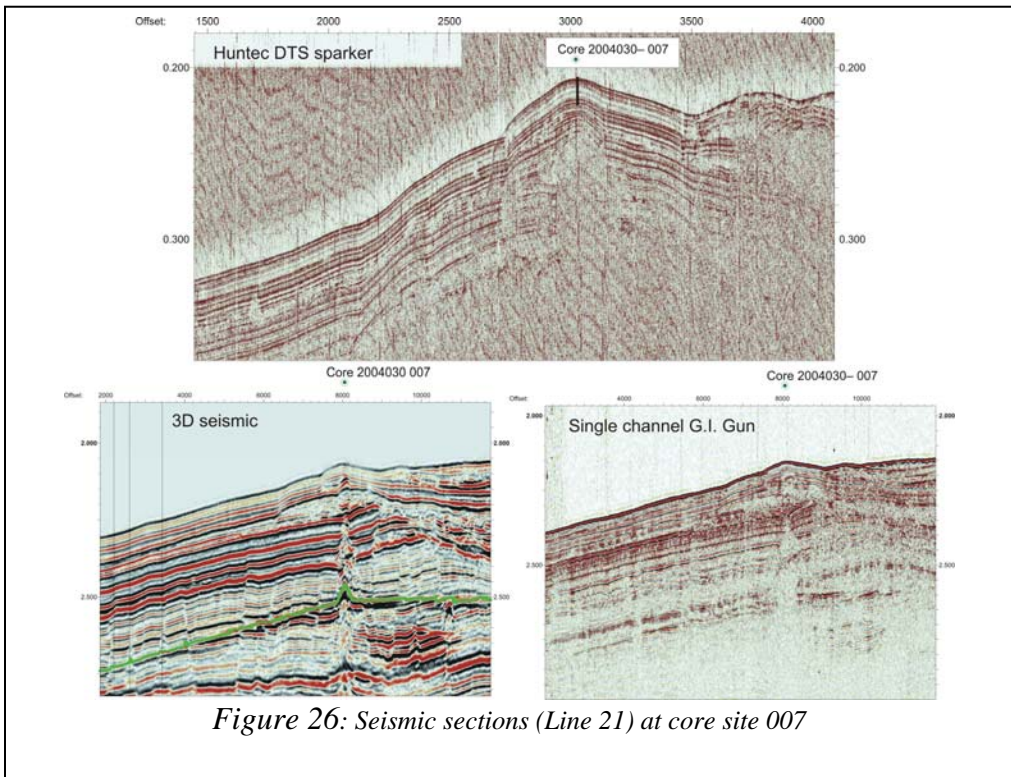 Offset: 1500 2000 2500 3000 3500 4000
Huntec DTS sparker
Core 2004030– 007
0.200 0.200
0.300 0.300
Core 2004030 007
Offset: 2000 4000 6000 8000 10000
3D seismic
2.000 2.000
2.500 2.500
Core 2004030– 007
Offset: 4000 6000 8000 10000
Single channel G.I. Gun
2.000
2.500 2.500
Figure 26: Seismic sections (Line 21) at core site 007